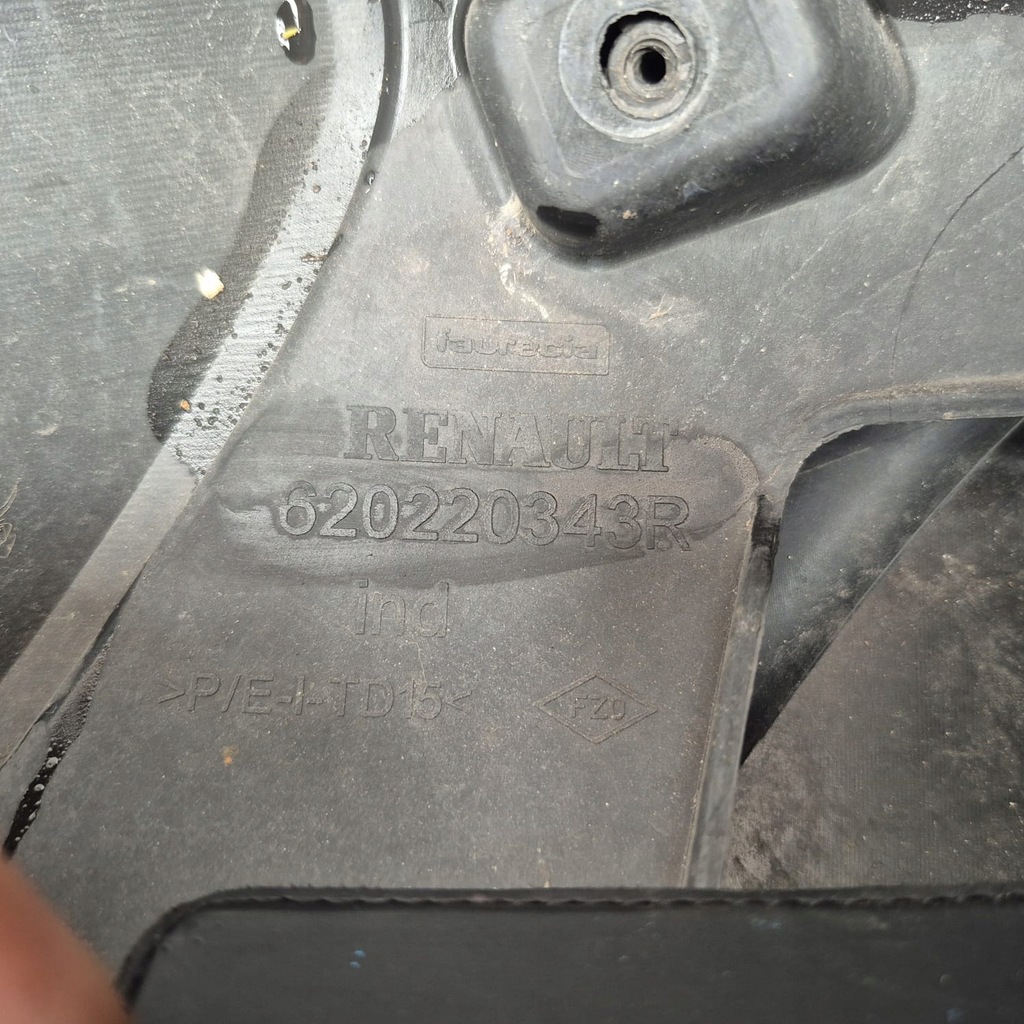 faurecia
RENAULT
620220343R
ind
>P/E-I-TD15<
FZ0